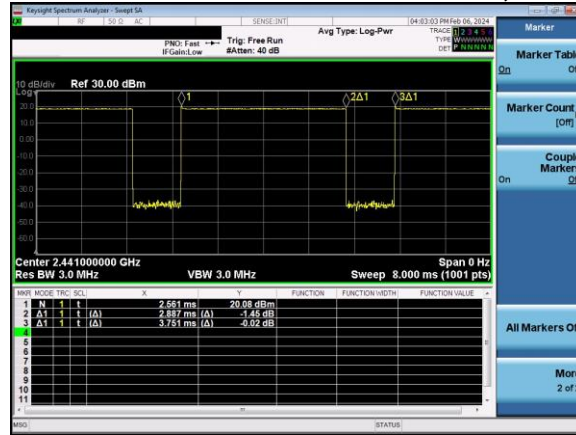 Keysight Spectrum Analyzer - Swept SA
RF 50 Ω AC SENSE:INT 04:03:03 PM Feb 06, 2024
Avg Type: Log-Pwr
TRACE 1 2 3 4 5 6
TYPE WWWWWW
DET P NNNNN
PNO: Fast Trig: Free Run
IFGain:Low #Atten: 40 dB
10 dB/div Ref 30.00 dBm
Log
1 2Δ1 3Δ1
20.0
10.0
0.00
-10.0
-20.0
-30.0
-40.0
-50.0
-60.0
Center 2.441000000 GHz Span 0 Hz
Res BW 3.0 MHz VBW 3.0 MHz Sweep 8.000 ms (1001 pts)
MKR MODE TRC SCL X Y FUNCTION FUNCTION WIDTH FUNCTION VALUE
1 N 1 t 2.561 ms 20.08 dBm
2 Δ1 1 t (Δ) 2.887 ms (Δ) -1.45 dB
3 Δ1 1 t (Δ) 3.751 ms (Δ) -0.02 dB
4
5
6
7
8
9
10
11
MSG STATUS
Marker
Marker Table
On Of
Marker Count
[Off]
Couple
Markers
On Of
All Markers Of
More
2 of